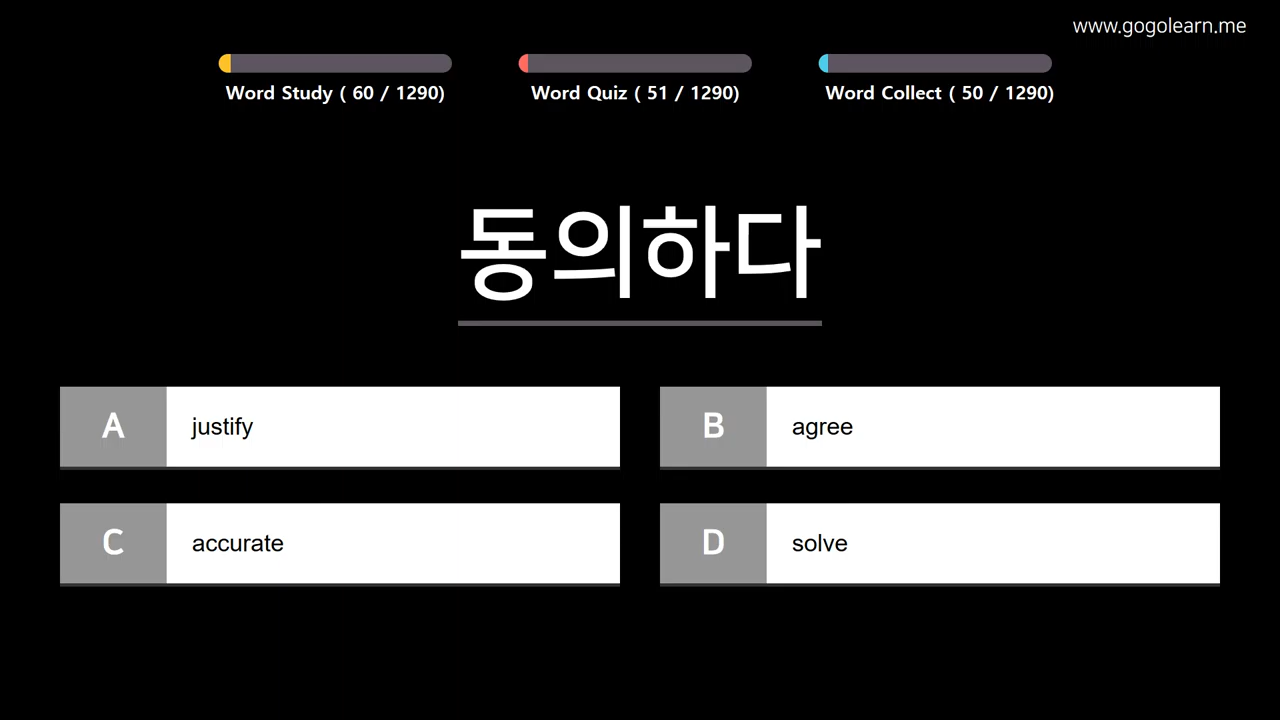 www.gogolearn.me
Word Study ( 60 / 1290)
Word Quiz ( 51 / 1290)
Word Collect ( 50 / 1290)
동의하다
A justify
B agree
C accurate
D solve